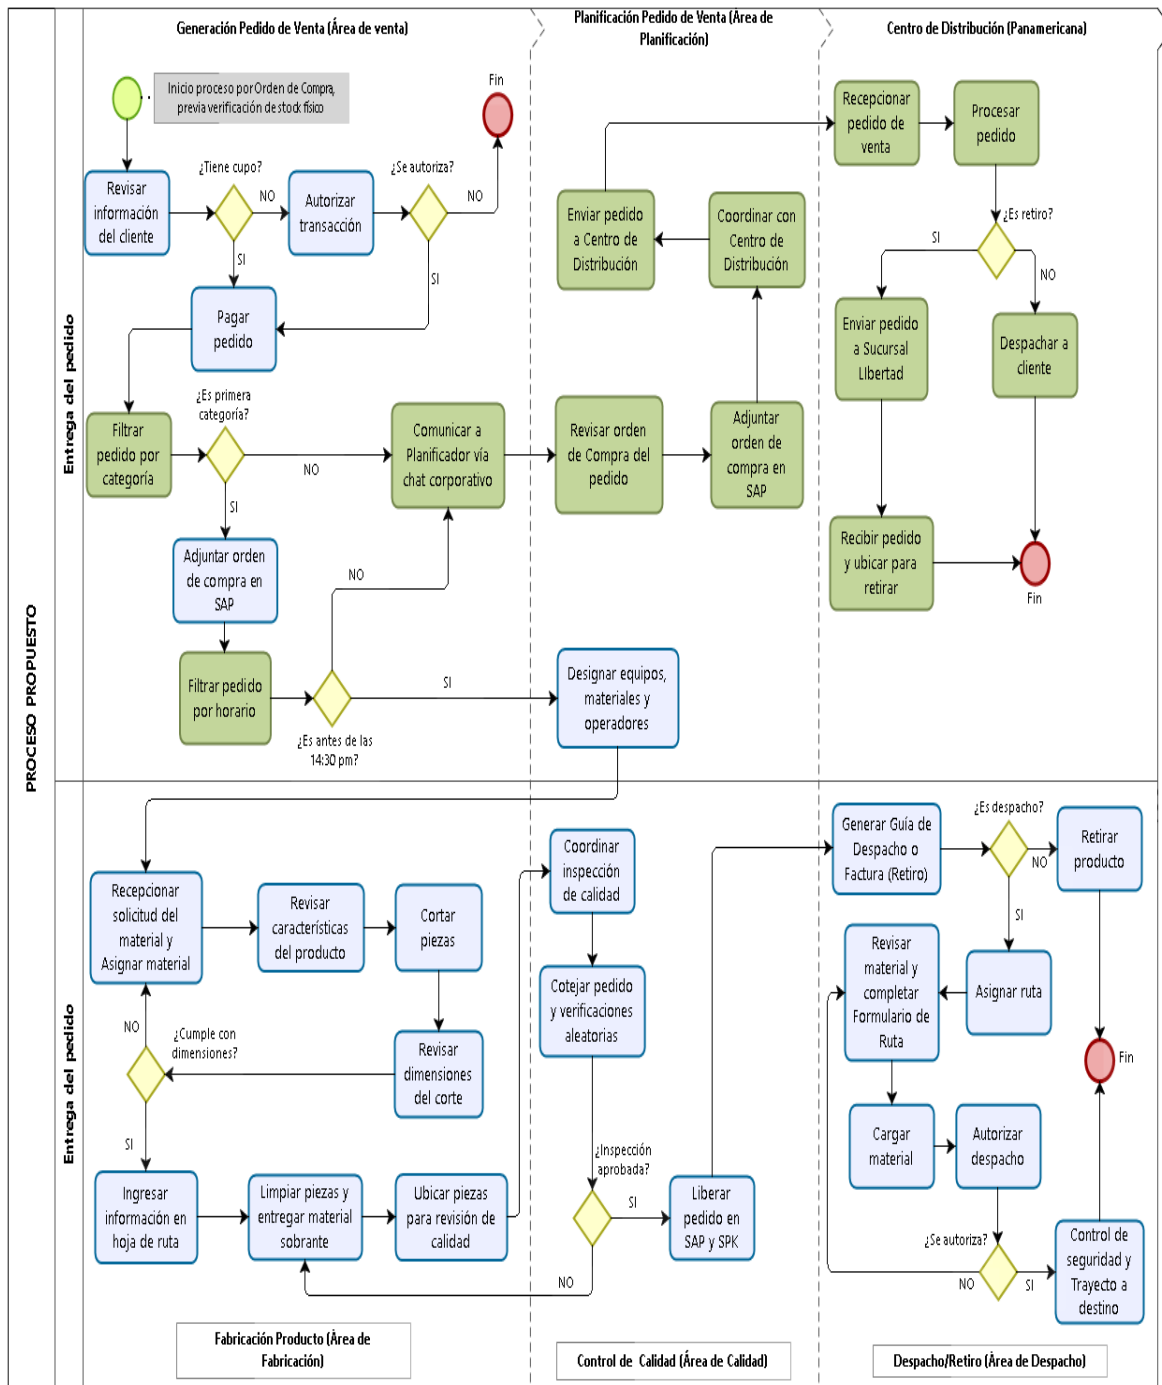 Generación Pedido de Venta (Área de venta)
Planificación Pedido de Venta (Área de
Planificación)
Centro de Distribución (Panamericana)
PROCESO PROPUESTO
Entrega del pedido
Inicio proceso por Orden de Compra,
previa verificación de stock físico
Fin
Revisar
información
del cliente
¿Tiene cupo?
NO
SI
Autorizar
transacción
¿Se autoriza?
NO
SI
Pagar
pedido
Filtrar
pedido por
categoría
¿Es primera
categoría?
NO
SI
Comunicar a
Planificador vía
chat corporativo
Adjuntar orden
de compra en
SAP
Filtrar pedido
por horario
NO
SI
¿Es antes de las
14:30 pm?
Enviar pedido
a Centro de
Distribución
Coordinar con
Centro de
Distribución
Revisar orden
de Compra del
pedido
Adjuntar
orden de
compra en
SAP
Designar equipos,
materiales y
operadores
Recepcionar
pedido de
venta
Procesar
pedido
¿Es retiro?
SI
NO
Enviar pedido
a Sucursal
LIbertad
Despachar a
cliente
Recibir pedido
y ubicar para
retirar
Fin
Entrega del pedido
Recepcionar
solicitud del
material y
Asignar material
Revisar
características
del producto
Cortar
piezas
Revisar
dimensiones
del corte
¿Cumple con
dimensiones?
NO
SI
Ingresar
información en
hoja de ruta
Limpiar piezas y
entregar material
sobrante
Ubicar piezas
para revisión de
calidad
Coordinar
inspección
de calidad
Cotejar pedido
y verificaciones
aleatorias
¿Inspección
aprobada?
SI
NO
Liberar
pedido en
SAP y SPK
Generar Guía de
Despacho o
Factura (Retiro)
¿Es despacho?
NO
SI
Retirar
producto
Revisar
material y
completar
Formulario de
Ruta
Asignar ruta
Fin
Cargar
material
Autorizar
despacho
¿Se autoriza?
NO
SI
Control de
seguridad y
Trayecto a
destino
Fabricación Producto (Área de
Fabricación)
Control de Calidad (Área de Calidad)
Despacho/Retiro (Área de Despacho)